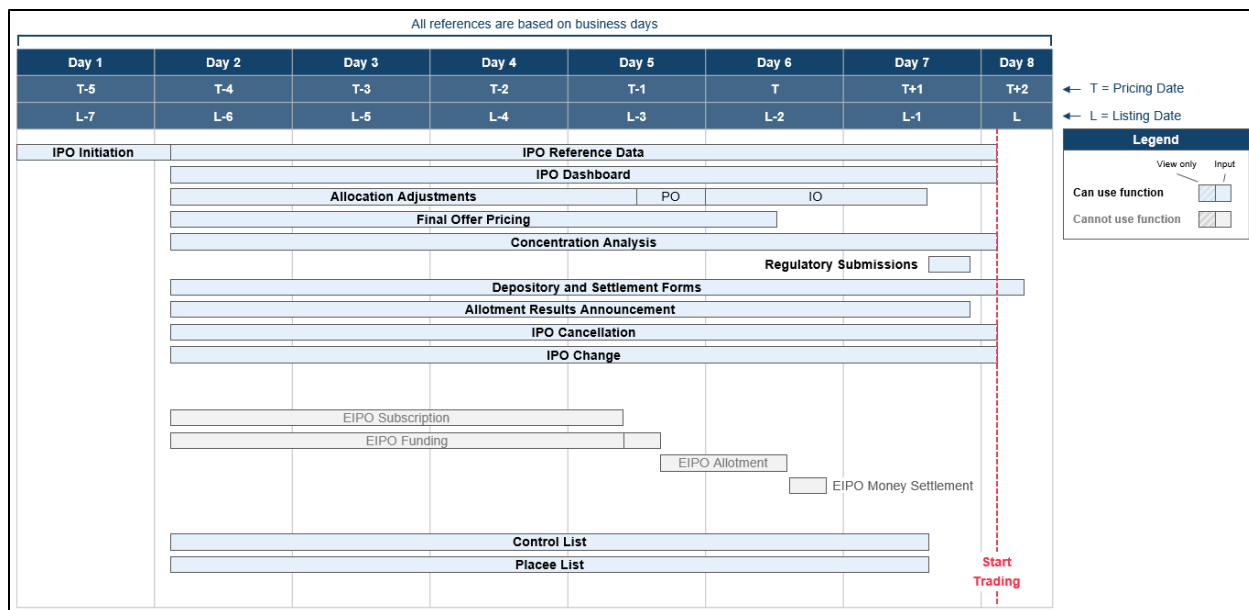 All references are based on business days
Day 1 Day 2 Day 3 Day 4 Day 5 Day 6 Day 7 Day 8
T-5 T-4 T-3 T-2 T-1 T T+1 T+2 ← T = Pricing Date
L-7 L-6 L-5 L-4 L-3 L-2 L-1 L ← L = Listing Date
Legend
View only Input
Can use function
Cannot use function
IPO Initiation IPO Reference Data
IPO Dashboard
Allocation Adjustments PO IO
Final Offer Pricing
Concentration Analysis
Regulatory Submissions
Depository and Settlement Forms
Allotment Results Announcement
IPO Cancellation
IPO Change
EIPO Subscription
EIPO Funding
EIPO Allotment
EIPO Money Settlement
Control List
Placee List
Start
Trading